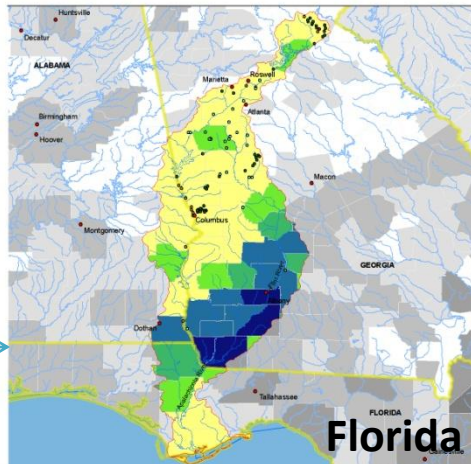 Huntsville
Decatur
ALABAMA
Roswell
Marietta
Atlanta
Birmingham
Hoover
Macon
Columbus
Montgomery
GEORGIA
Dothan
Tallahassee
FLORIDA
Florida